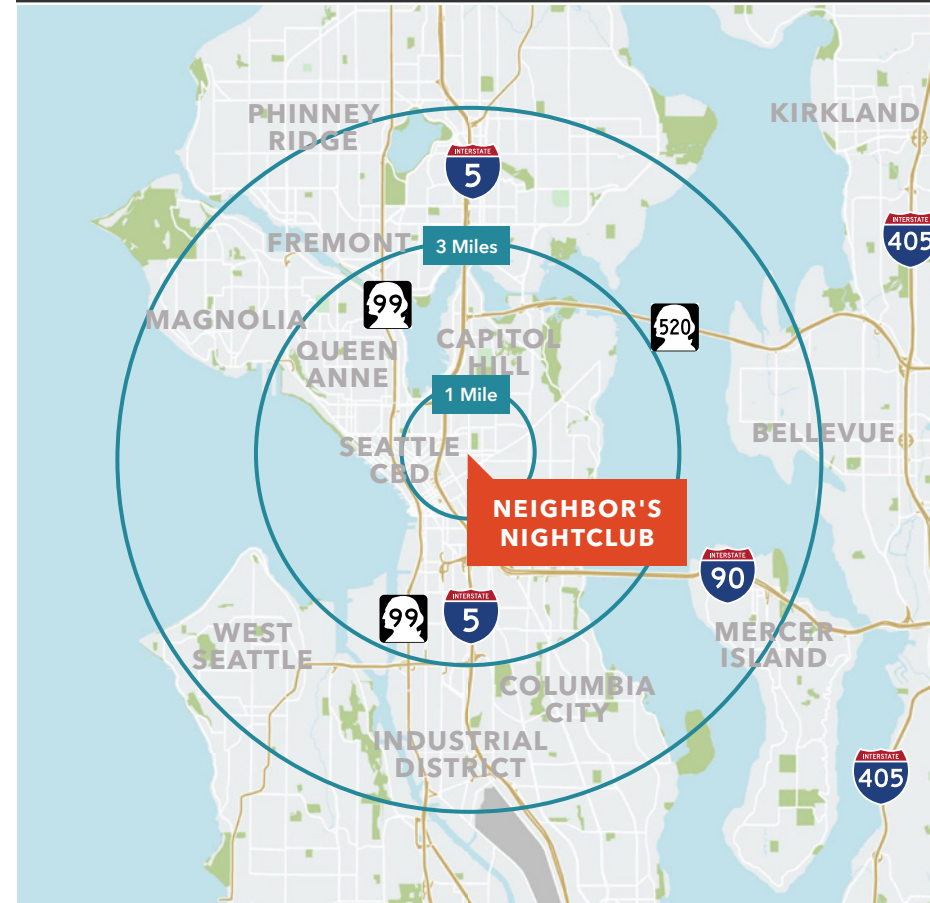 PHINNEY
RIDGE
KIRKLAND
INTERSTATE
5
INTERSTATE
405
FREMONT
3 Miles
99
520
MAGNOLIA
QUEEN
ANNE
CAPITOL
HILL
1 Mile
SEATTLE
CBD
BELLEVUE
NEIGHBOR'S
NIGHTCLUB
INTERSTATE
90
99
INTERSTATE
5
WEST
SEATTLE
MERCER
ISLAND
COLUMBIA
CITY
INDUSTRIAL
DISTRICT
INTERSTATE
405